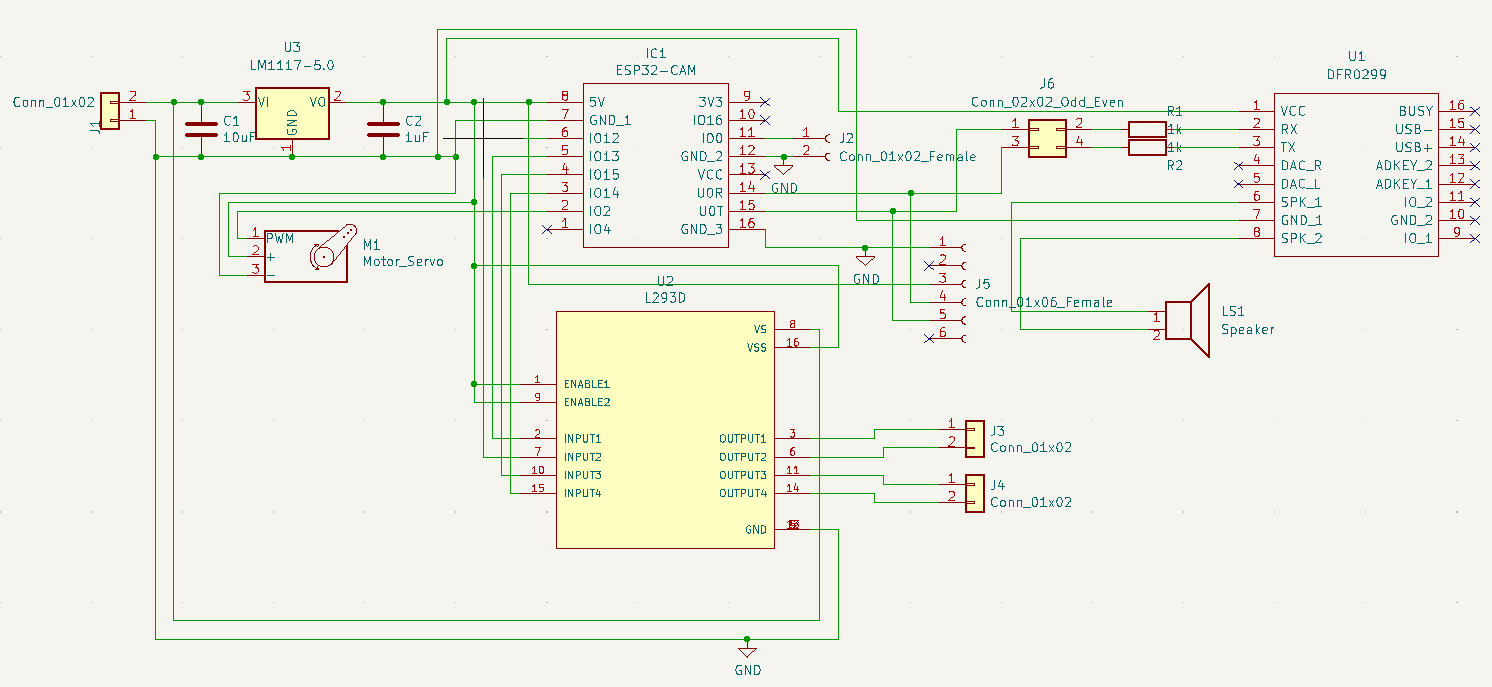 U3
LM1117-5.0
Conn_01x02
J1
2
1
3
VI
VO
2
GND
1
C1
10uF
C2
1uF
IC1
ESP32-CAM
8
5V
7
GND_1
6
IO12
5
IO13
4
IO15
3
IO14
2
IO2
1
IO4
3V3
9
IO16
10
IO0
11
GND_2
12
VCC
13
U0R
14
U0T
15
GND_3
16
1
J2
2
Conn_01x02_Female
GND
J6
Conn_02x02_Odd_Even
1
2
3
4
R1
1k
1k
R2
U1
DFR0299
1
VCC
2
RX
3
TX
4
DAC_R
5
DAC_L
6
SPK_1
7
GND_1
8
SPK_2
BUSY
16
USB-
15
USB+
14
ADKEY_2
13
ADKEY_1
12
IO_2
11
GND_2
10
IO_1
9
1
PWM
2
+
3
-
M1
Motor_Servo
GND
1
2
3
J5
4
Conn_01x06_Female
5
6
LS1
Speaker
1
2
U2
L293D
VS
8
VSS
16
1
ENABLE1
9
ENABLE2
2
INPUT1
7
INPUT2
10
INPUT3
15
INPUT4
OUTPUT1
3
OUTPUT2
6
OUTPUT3
11
OUTPUT4
14
GND
1
J3
2
Conn_01x02
1
J4
2
Conn_01x02
GND